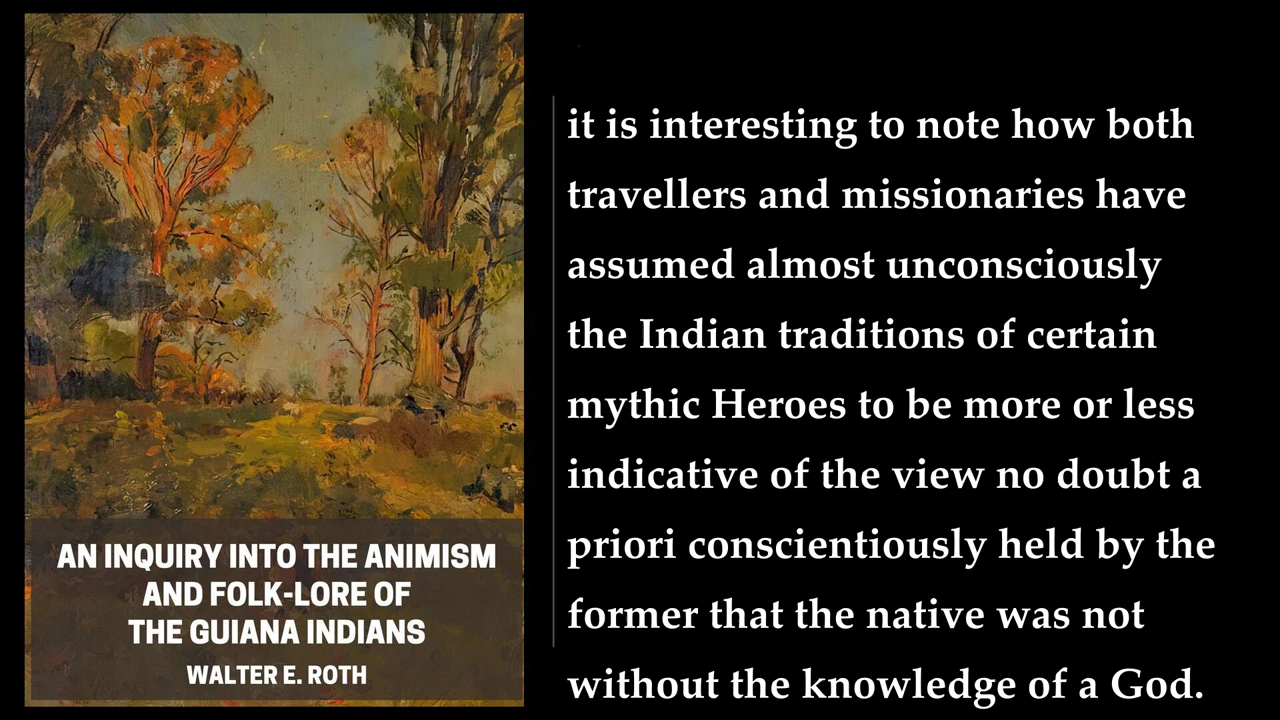 AN INQUIRY INTO THE ANIMISM
AND FOLK-LORE OF
THE GUIANA INDIANS
WALTER E. ROTH
it is interesting to note how both
travellers and missionaries have
assumed almost unconsciously
the Indian traditions of certain
mythic Heroes to be more or less
indicative of the view no doubt a
priori conscientiously held by the
former that the native was not
without the knowledge of a God.